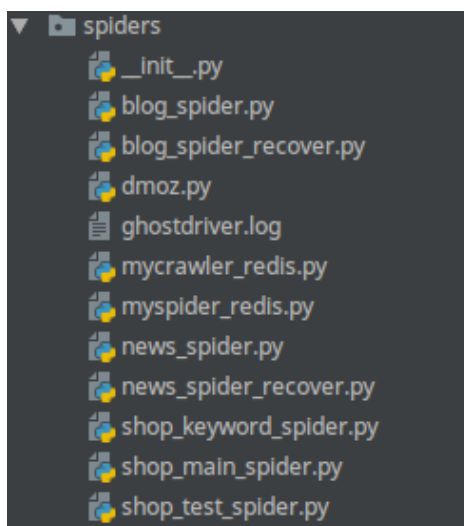 spiders
__init__.py
blog_spider.py
blog_spider_recover.py
dmoz.py
ghostdriver.log
mycrawler_redis.py
myspider_redis.py
news_spider.py
news_spider_recover.py
shop_keyword_spider.py
shop_main_spider.py
shop_test_spider.py